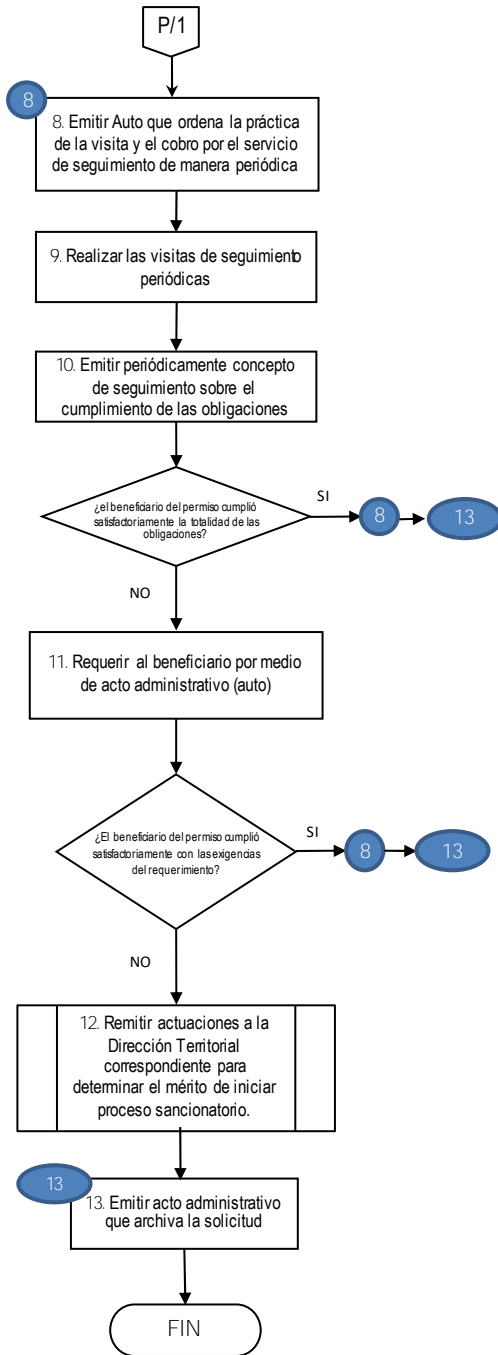 P/1
8
8. Emitir Auto que ordena la práctica
de la visita y el cobro por el servicio
de seguimiento de manera periódica
9. Realizar las visitas de seguimiento
periódicas
10. Emitir periódicamente concepto
de seguimiento sobre el
cumplimiento de las obligaciones
¿el beneficiario del permiso cumplió
satisfactoriamente la totalidad de las
obligaciones?
SI
8
13
NO
11. Requerir al beneficiario por medio
de acto administrativo (auto)
¿El beneficiario del permiso cumplió
satisfactoriamente con las exigencias
del requerimiento?
SI
8
13
NO
12. Remitir actuaciones a la
Dirección Territorial
correspondiente para
determinar el mérito de iniciar
proceso sancionatorio.
13
13. Emitir acto administrativo
que archiva la solicitud
FIN